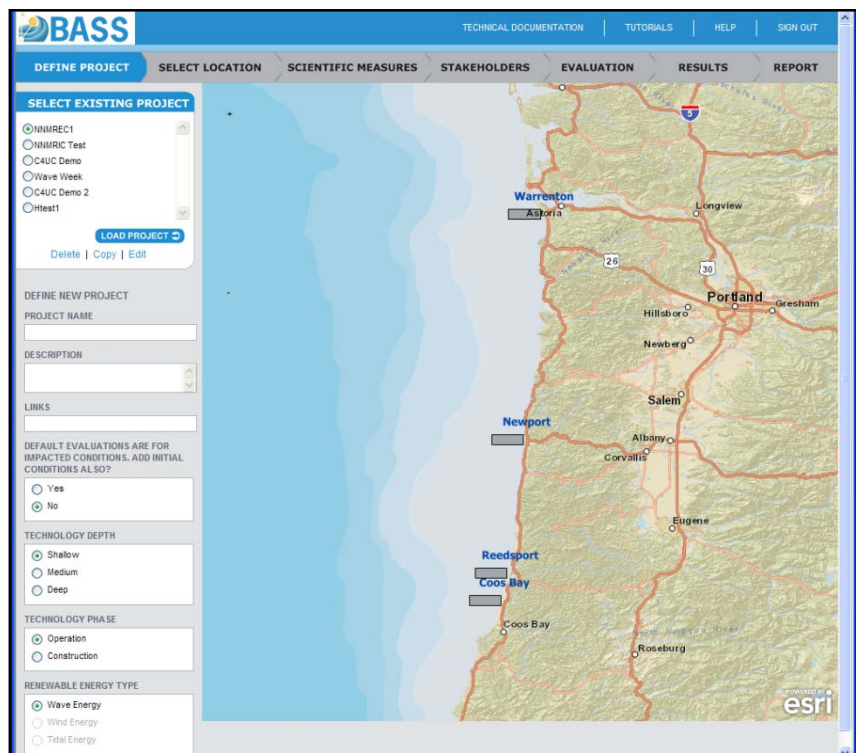 BASS
TECHNICAL DOCUMENTATION | TUTORIALS | HELP | SIGN OUT
DEFINE PROJECT SELECT LOCATION SCIENTIFIC MEASURES STAKEHOLDERS EVALUATION RESULTS REPORT
SELECT EXISTING PROJECT
NNMREC1
NNMRIC Test
C4UC Demo
Wave Week
C4UC Demo 2
Htest1
LOAD PROJECT
Delete | Copy | Edit
DEFINE NEW PROJECT
PROJECT NAME
DESCRIPTION
LINKS
DEFAULT EVALUATIONS ARE FOR
IMPACTED CONDITIONS. ADD INITIAL
CONDITIONS ALSO?
Yes
No
TECHNOLOGY DEPTH
Shallow
Medium
Deep
TECHNOLOGY PHASE
Operation
Construction
RENEWABLE ENERGY TYPE
Wave Energy
Wind Energy
Tidal Energy
+
-
5
Warrenton
Astoria
Longview
26
30
Portland
Gresham
Hillsboro
Newberg
Salem
Newport
Albany
Corvallis
Eugene
Reedsport
Coos Bay
Coos Bay
North Umpqua River
Roseburg
POWERED BY
esri